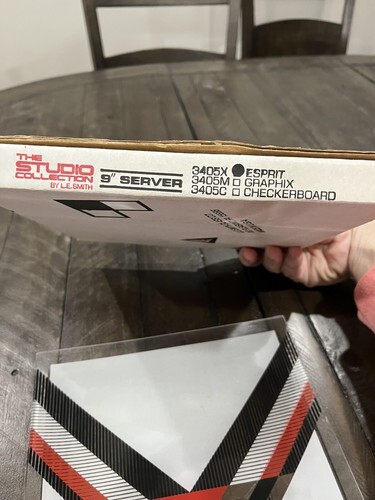 THE
STUDIO
COLLECTION
BY L.E. SMITH
9" SERVER
3405X ESPRIT
3405M GRAPHIX
3405C CHECKERBOARD